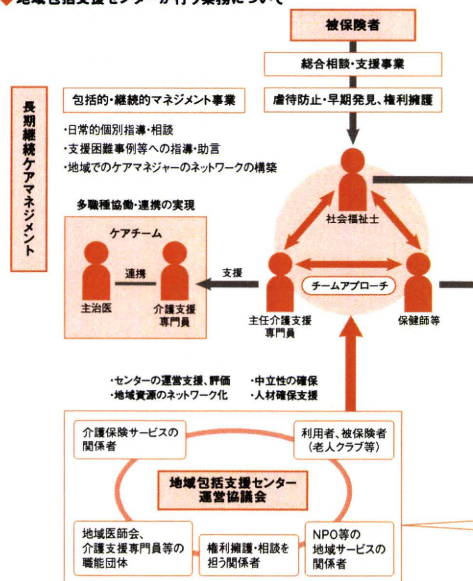 ◆地域包括支援センターが行う業務について
被保険者
総合相談・支援事業
虐待防止・早期発見、権利擁護
長期継続ケアマネジメント
包括的・継続的マネジメント事業
・日常的個別指導・相談
・支援困難事例等への指導・助言
・地域でのケアマネジャーのネットワークの構築
多職種協働・連携の実現
ケアチーム
連携
主治医
介護支援
専門員
支援
社会福祉士
チームアプローチ
主任介護支援
専門員
保健師等
・センターの運営支援、評価
・地域資源のネットワーク化
・中立性の確保
・人材確保支援
介護保険サービスの
関係者
利用者、被保険者
(老人クラブ等)
地域包括支援センター
運営協議会
地域医師会、
介護支援専門員等の
職能団体
権利擁護・相談を
担う関係者
NPO等の
地域サービスの
関係者